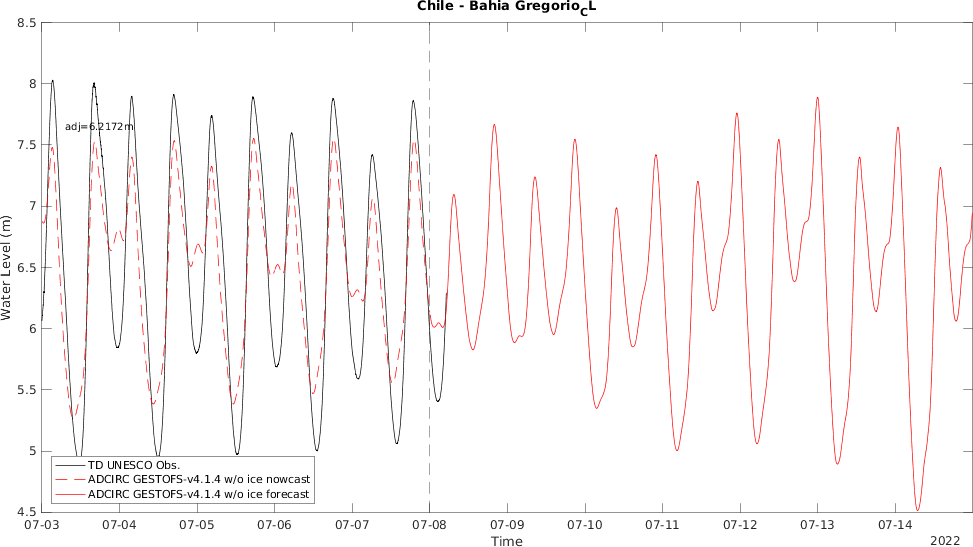 Chile - Bahia Gregorio_CL
8.5
8
7.5
7
6.5
6
5.5
5
4.5
Water Level (m)
adj=6.2172m
TD UNESCO Obs.
ADCIRC GESTOFS-v4.1.4 w/o ice nowcast
ADCIRC GESTOFS-v4.1.4 w/o ice forecast
07-03 07-04 07-05 07-06 07-07 07-08 07-09 07-10 07-11 07-12 07-13 07-14
Time
2022